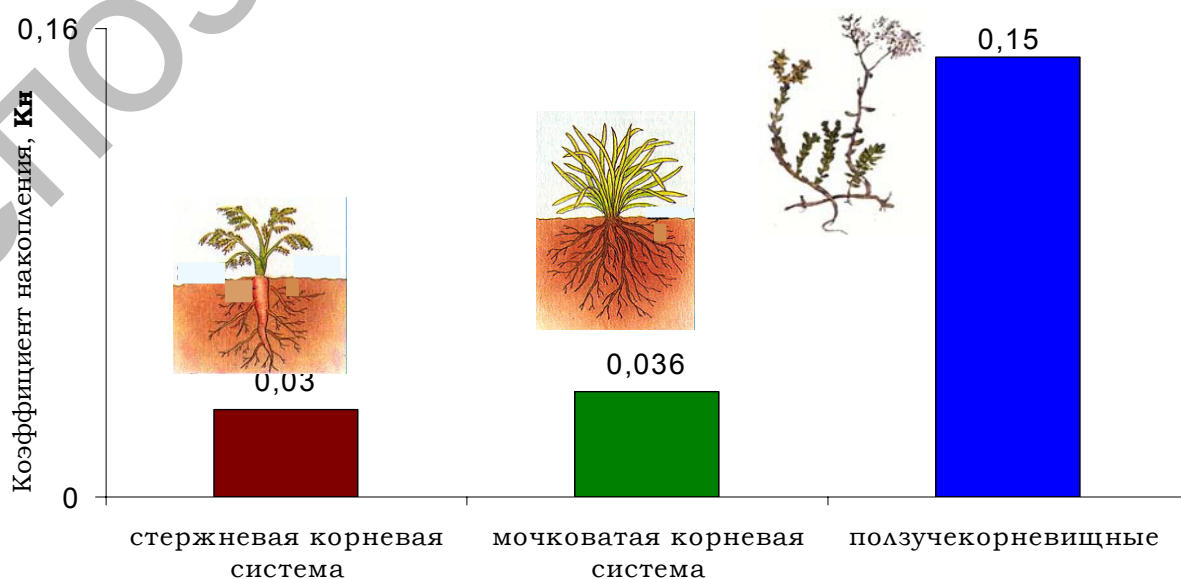 0,16
Коэффициент накопления, Кн
0,15
0,036
0,03
0
стержневая корневая
система
мочковатая корневая
система
ползучекорневищные